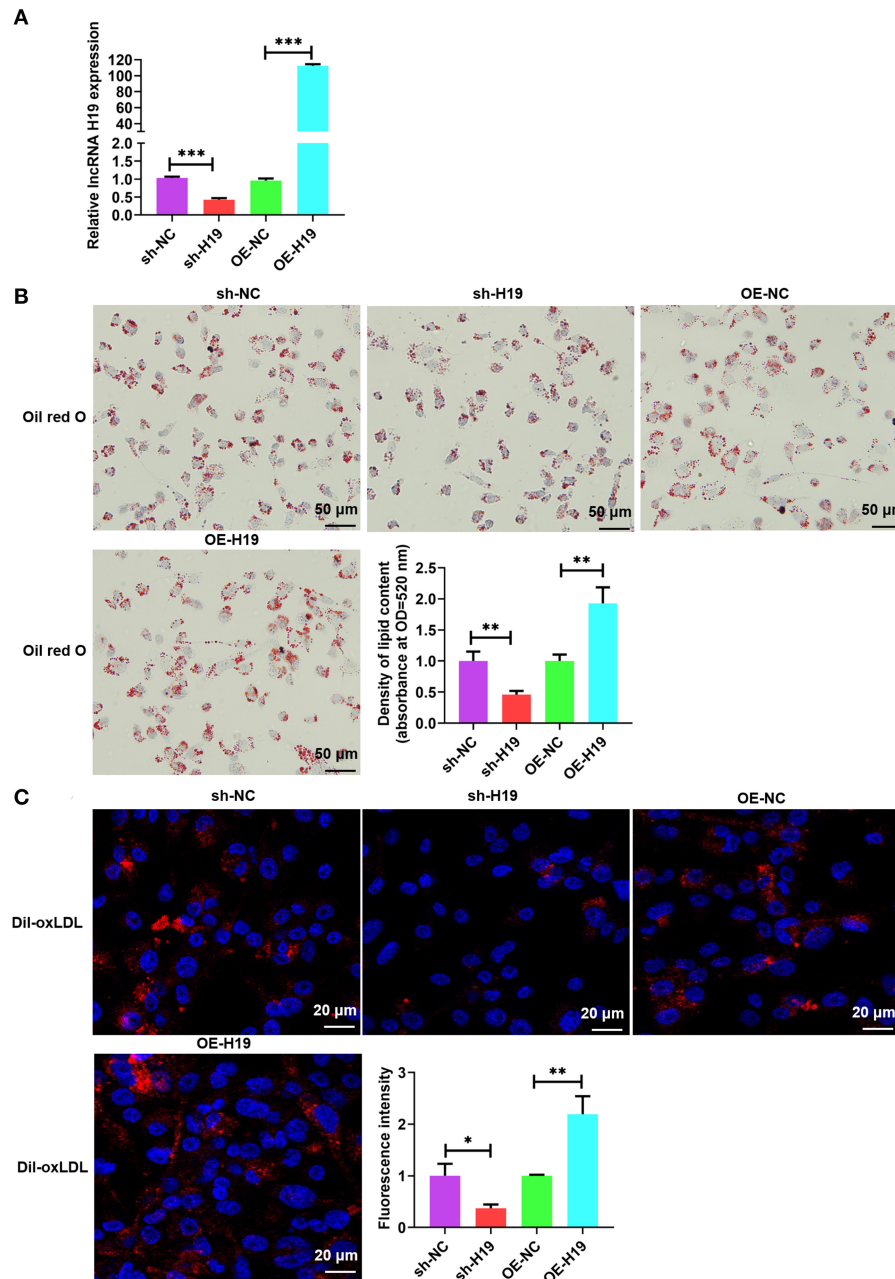 A
Relative lncRNA H19 expression
120
100
80
60
40
2.0
1.5
1.0
0.5
0.0
***
***
sh-NC
sh-H19
OE-NC
OE-H19
B
sh-NC
sh-H19
OE-NC
Oil red O
50 µm
50 µm
50 µm
OE-H19
Oil red O
50 µm
Density of lipid content
(absorbance at OD=520 nm)
2.5
2.0
1.5
1.0
0.5
0.0
**
**
sh-NC
sh-H19
OE-NC
OE-H19
C
sh-NC
sh-H19
OE-NC
Dil-oxLDL
20 µm
20 µm
20 µm
OE-H19
Dil-oxLDL
20 µm
Fluorescence intensity
3
2
1
0
*
**
sh-NC
sh-H19
OE-NC
OE-H19